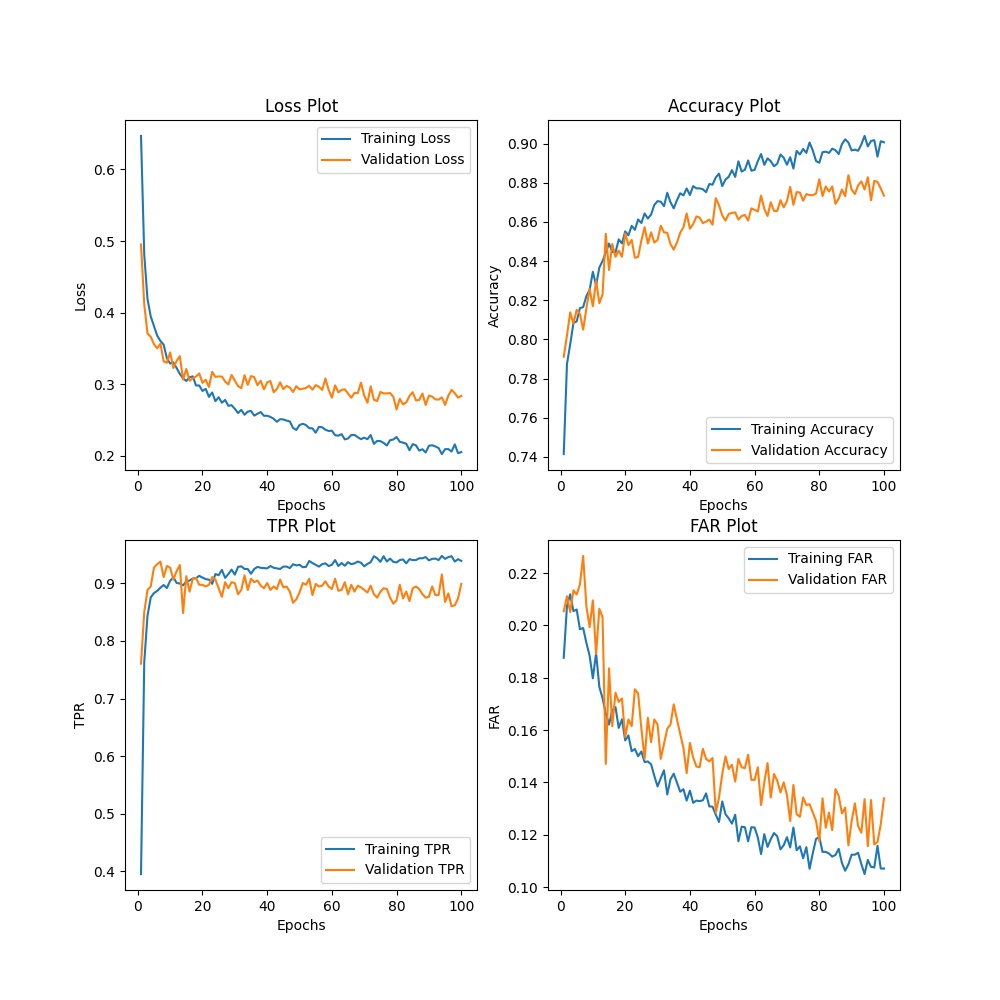 Loss Plot
Training Loss
Validation Loss
0.6
0.5
0.4
0.3
0.2
Loss
0 20 40 60 80 100
Epochs
Accuracy Plot
0.90
0.88
0.86
0.84
0.82
0.80
0.78
0.76
0.74
Accuracy
Training Accuracy
Validation Accuracy
0 20 40 60 80 100
Epochs
TPR Plot
0.9
0.8
0.7
0.6
0.5
0.4
TPR
Training TPR
Validation TPR
0 20 40 60 80 100
Epochs
FAR Plot
Training FAR
Validation FAR
0.22
0.20
0.18
0.16
0.14
0.12
0.10
FAR
0 20 40 60 80 100
Epochs